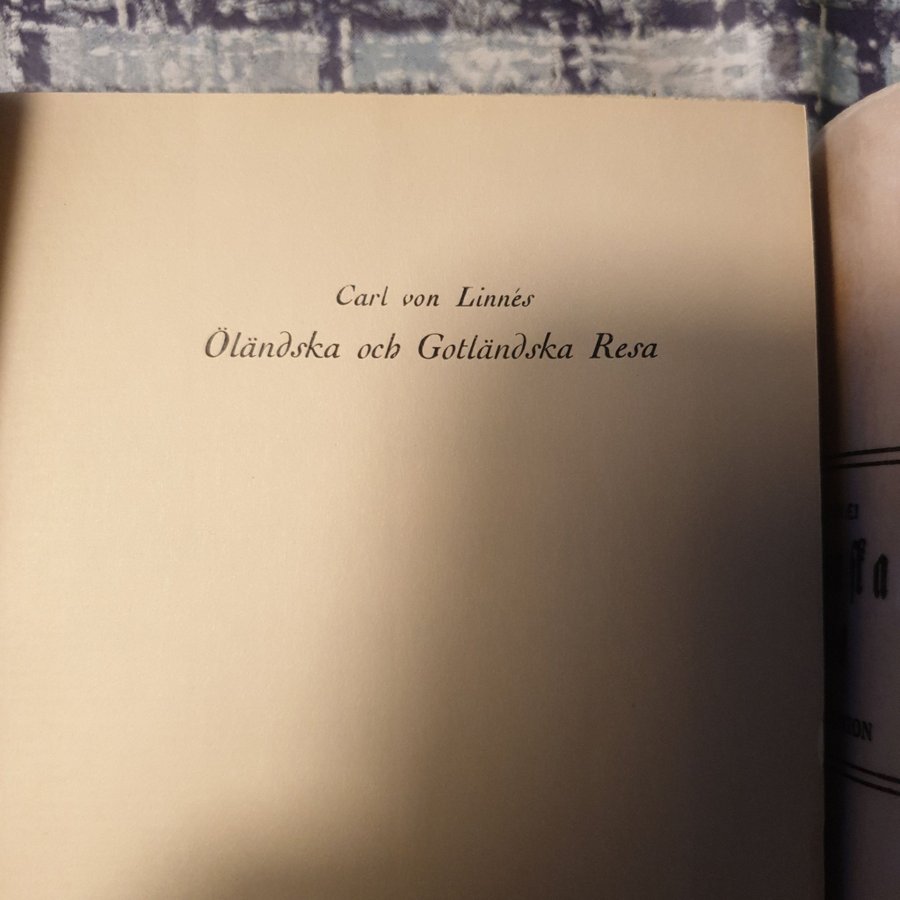 Carl von Linnés
Öländska och Gotländska Resa